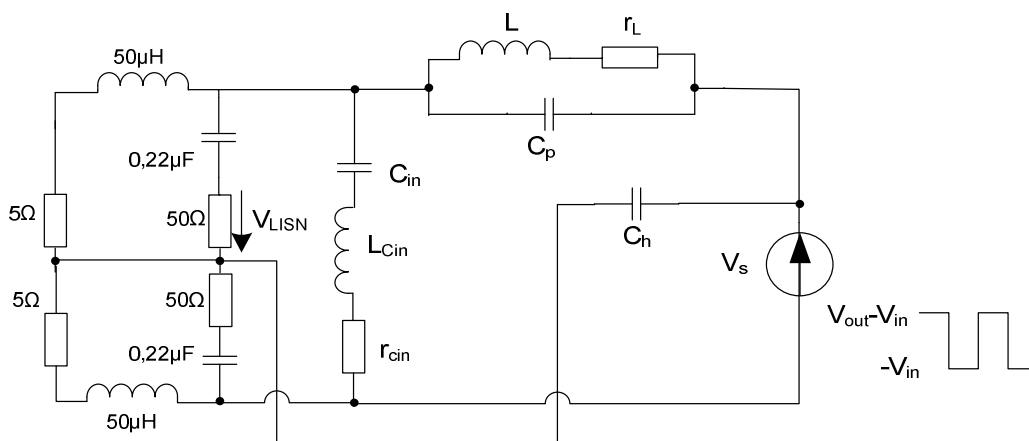 L
r_L
50µH
C_p
0,22µF
C_in
5Ω
50Ω
V_LISN
C_h
L_Cin
V_s
5Ω
50Ω
V_out-V_in
0,22µF
r_cin
-V_in
50µH